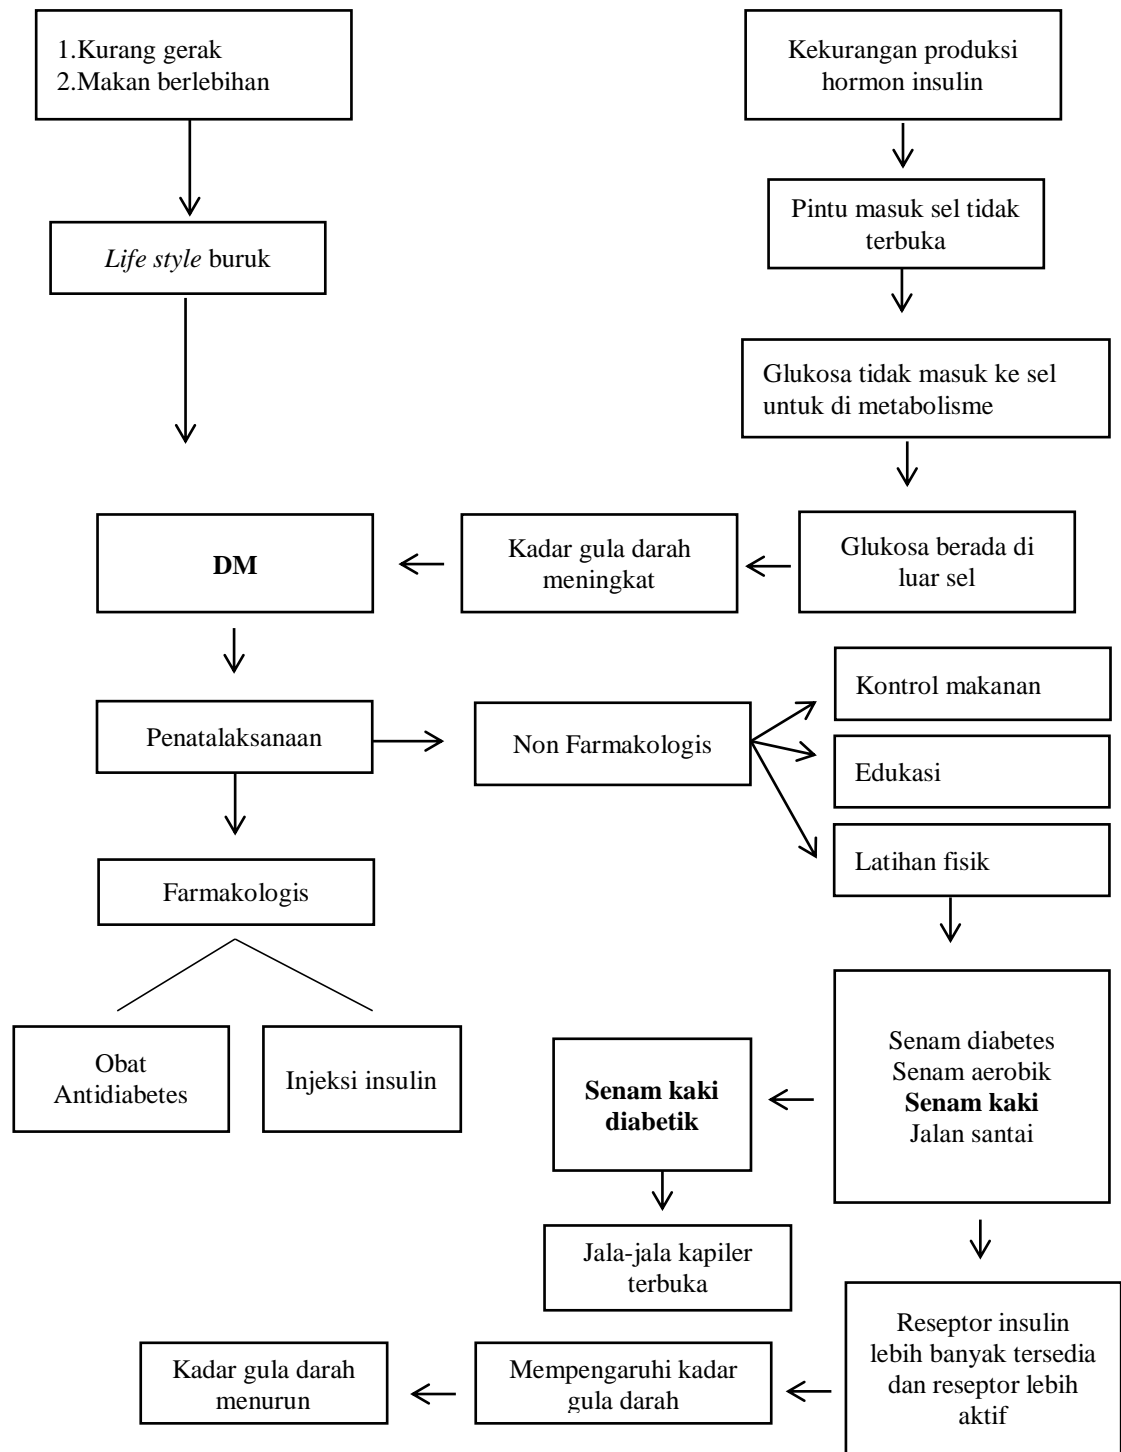 1.Kurang gerak
2.Makan berlebihan
Kekurangan produksi
hormon insulin
Pintu masuk sel tidak
terbuka
Life style buruk
Glukosa tidak masuk ke sel
untuk di metabolisme
DM
Kadar gula darah
meningkat
Glukosa berada di
luar sel
Kontrol makanan
Penatalaksanaan
Non Farmakologis
Edukasi
Latihan fisik
Farmakologis
Obat
Antidiabetes
Injeksi insulin
Senam kaki
diabetik
Senam diabetes
Senam aerobik
Senam kaki
Jalan santai
Jala-jala kapiler
terbuka
Reseptor insulin
lebih banyak tersedia
dan reseptor lebih
aktif
Mempengaruhi kadar
gula darah
Kadar gula darah
menurun